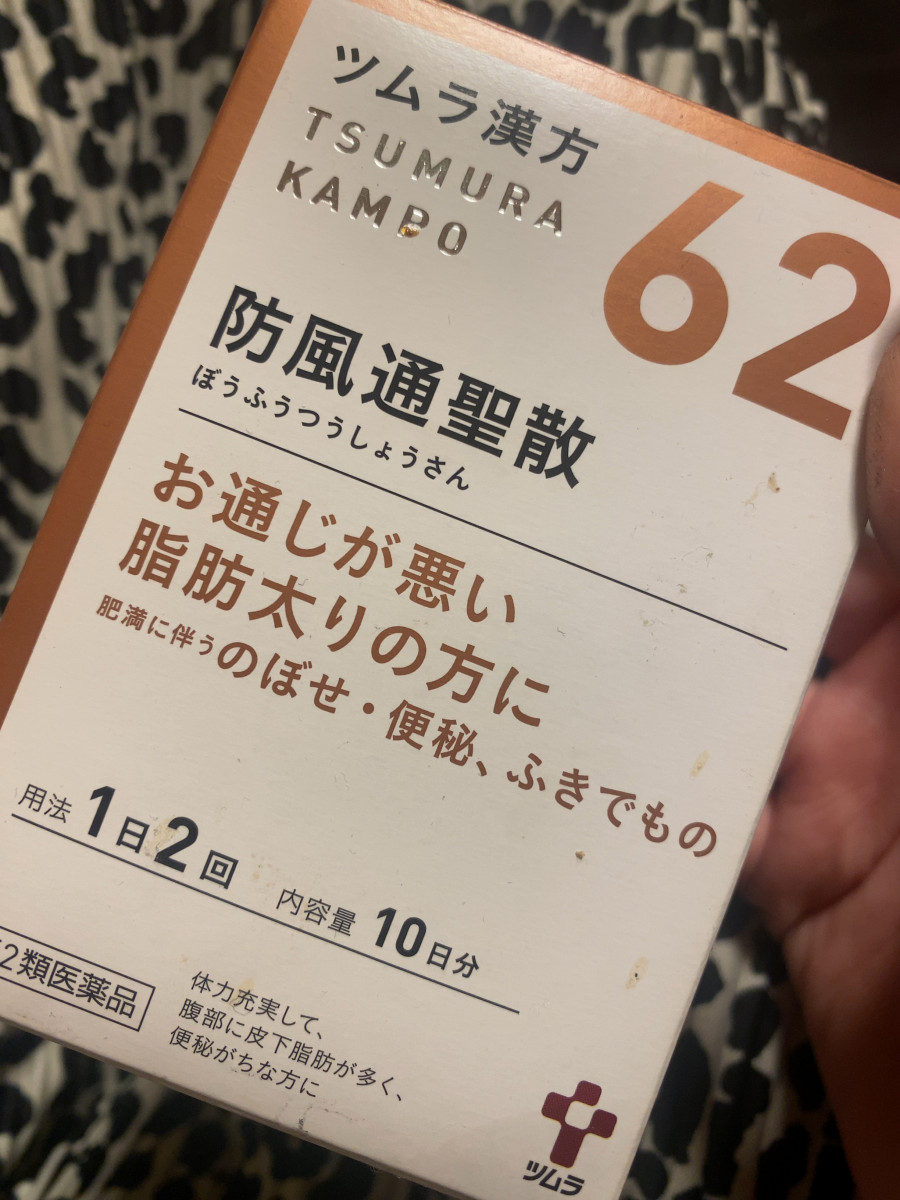 ツムラ漢方
TSUMURA
KAMPO
62
防風通聖散
ぼうふうつうしょうさん
お通じが悪い
脂肪太りの方に
肥満に伴うのぼせ・便秘、ふきでもの
用法 1日2回 内容量 10日分
2類医薬品
体力充実して、
腹部に皮下脂肪が多く、
便秘がちな方に
ツムラ